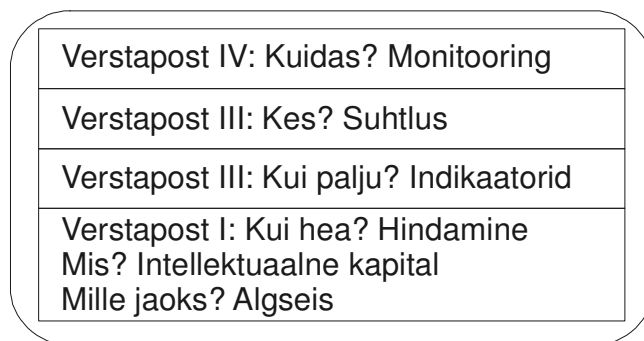 Verstapost IV: Kuidas? Monitooring
Verstapost III: Kes? Suhtlus
Verstapost III: Kui palju? Indikaatorid
Verstapost I: Kui hea? Hindamine
Mis? Intellektuaalne kapital
Mille jaoks? Algseis